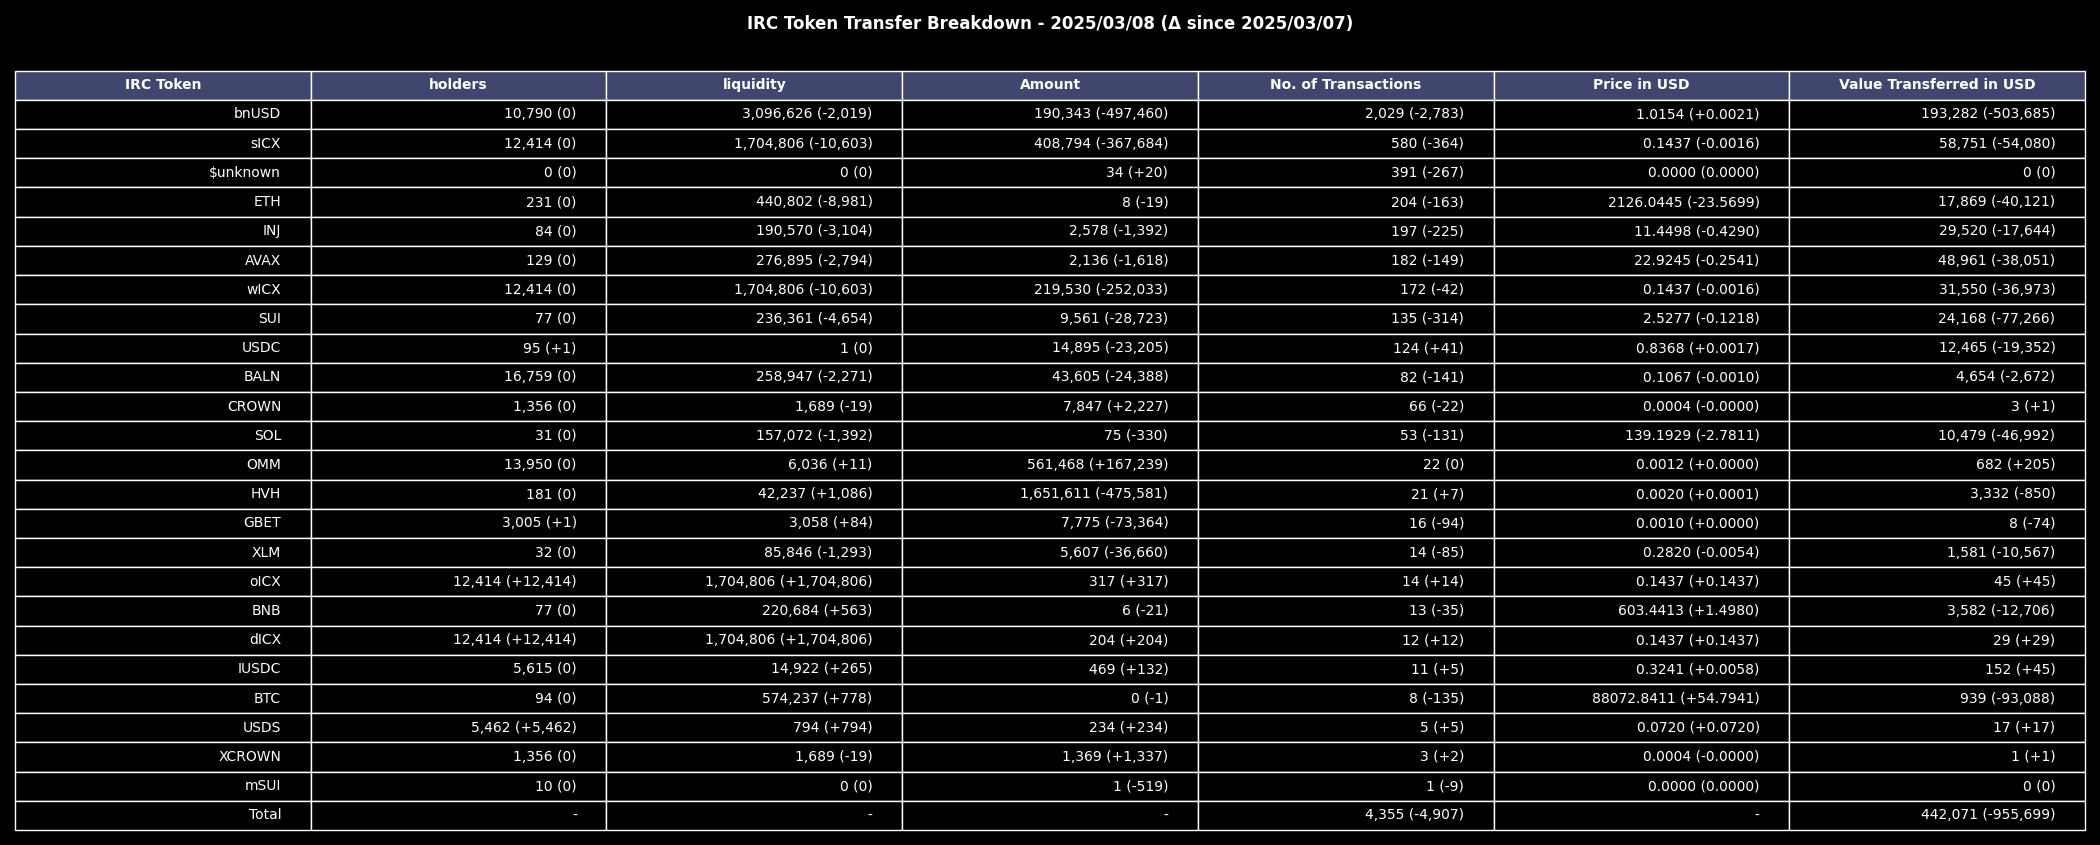 IRC Token Transfer Breakdown - 2025/03/08 (Δ since 2025/03/07)
IRC Token holders liquidity Amount No. of Transactions Price in USD Value Transferred in USD
bnUSD 10,790 (0) 3,096,626 (-2,019) 190,343 (-497,460) 2,029 (-2,783) 1.0154 (+0.0021) 193,282 (-503,685)
sICX 12,414 (0) 1,704,806 (-10,603) 408,794 (-367,684) 580 (-364) 0.1437 (-0.0016) 58,751 (-54,080)
$unknown 0 (0) 0 (0) 34 (+20) 391 (-267) 0.0000 (0.0000) 0 (0)
ETH 231 (0) 440,802 (-8,981) 8 (-19) 204 (-163) 2126.0445 (-23.5699) 17,869 (-40,121)
INJ 84 (0) 190,570 (-3,104) 2,578 (-1,392) 197 (-225) 11.4498 (-0.4290) 29,520 (-17,644)
AVAX 129 (0) 276,895 (-2,794) 2,136 (-1,618) 182 (-149) 22.9245 (-0.2541) 48,961 (-38,051)
wICX 12,414 (0) 1,704,806 (-10,603) 219,530 (-252,033) 172 (-42) 0.1437 (-0.0016) 31,550 (-36,973)
SUI 77 (0) 236,361 (-4,654) 9,561 (-28,723) 135 (-314) 2.5277 (-0.1218) 24,168 (-77,266)
USDC 95 (+1) 1 (0) 14,895 (-23,205) 124 (+41) 0.8368 (+0.0017) 12,465 (-19,352)
BALN 16,759 (0) 258,947 (-2,271) 43,605 (-24,388) 82 (-141) 0.1067 (-0.0010) 4,654 (-2,672)
CROWN 1,356 (0) 1,689 (-19) 7,847 (+2,227) 66 (-22) 0.0004 (-0.0000) 3 (+1)
SOL 31 (0) 157,072 (-1,392) 75 (-330) 53 (-131) 139.1929 (-2.7811) 10,479 (-46,992)
OMM 13,950 (0) 6,036 (+11) 561,468 (+167,239) 22 (0) 0.0012 (+0.0000) 682 (+205)
HVH 181 (0) 42,237 (+1,086) 1,651,611 (-475,581) 21 (+7) 0.0020 (+0.0001) 3,332 (-850)
GBET 3,005 (+1) 3,058 (+84) 7,775 (-73,364) 16 (-94) 0.0010 (+0.0000) 8 (-74)
XLM 32 (0) 85,846 (-1,293) 5,607 (-36,660) 14 (-85) 0.2820 (-0.0054) 1,581 (-10,567)
oICX 12,414 (+12,414) 1,704,806 (+1,704,806) 317 (+317) 14 (+14) 0.1437 (+0.1437) 45 (+45)
BNB 77 (0) 220,684 (+563) 6 (-21) 13 (-35) 603.4413 (+1.4980) 3,582 (-12,706)
dICX 12,414 (+12,414) 1,704,806 (+1,704,806) 204 (+204) 12 (+12) 0.1437 (+0.1437) 29 (+29)
IUSDC 5,615 (0) 14,922 (+265) 469 (+132) 11 (+5) 0.3241 (+0.0058) 152 (+45)
BTC 94 (0) 574,237 (+778) 0 (-1) 8 (-135) 88072.8411 (+54.7941) 939 (-93,088)
USDS 5,462 (+5,462) 794 (+794) 234 (+234) 5 (+5) 0.0720 (+0.0720) 17 (+17)
XCROWN 1,356 (0) 1,689 (-19) 1,369 (+1,337) 3 (+2) 0.0004 (-0.0000) 1 (+1)
mSUI 10 (0) 0 (0) 1 (-519) 1 (-9) 0.0000 (0.0000) 0 (0)
Total - - - 4,355 (-4,907) - 442,071 (-955,699)